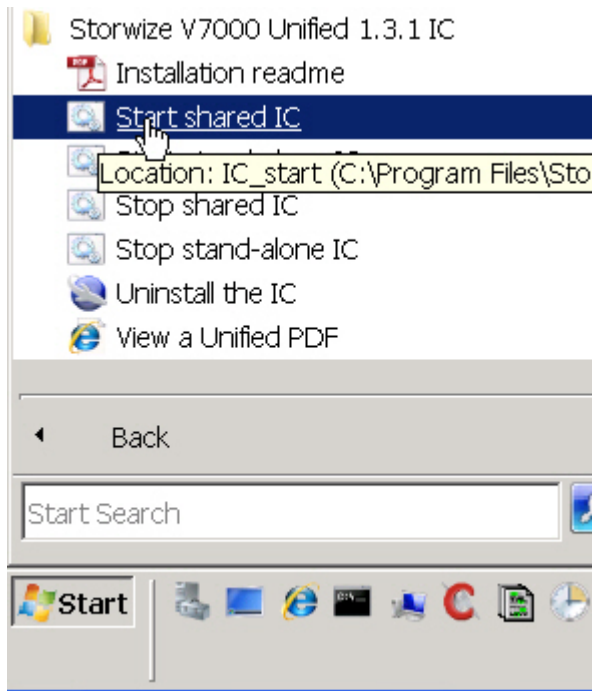 Storwize V7000 Unified 1.3.1 IC
Installation readme
Start shared IC
Location: IC_start (C:\Program Files\Sto
Stop shared IC
Stop stand-alone IC
Uninstall the IC
View a Unified PDF
Back
Start Search
Start